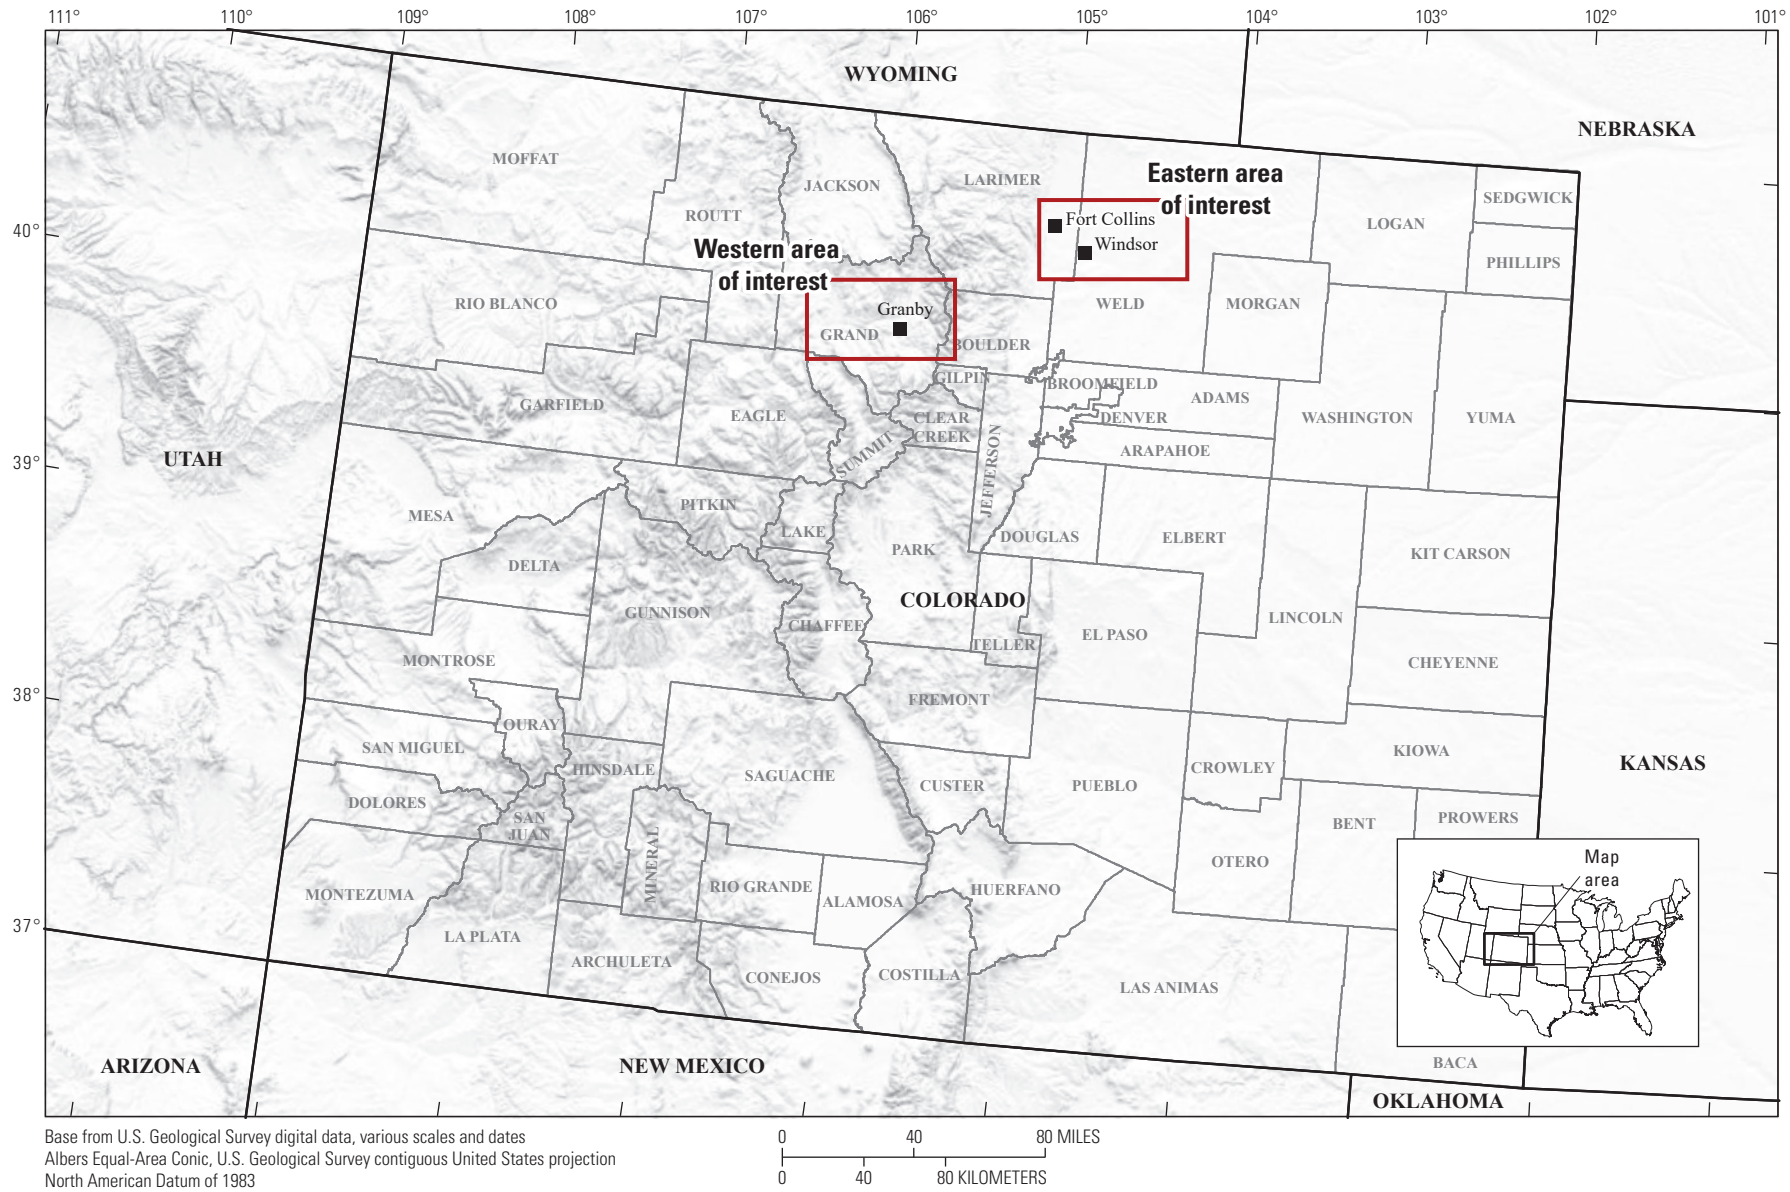 111°
110°
109°
108°
107°
106°
105°
104°
103°
102°
101°
WYOMING
NEBRASKA
MOFFAT
JACKSON
LARIMER
Eastern area
of interest
SEDGWICK
ROUTT
Fort Collins
LOGAN
40°
Western area
of interest
Windsor
PHILLIPS
RIO BLANCO
Granby
GRAND
WELD
MORGAN
BOULDER
GILPIN
BROOMFIELD
GARFIELD
EAGLE
CLEAR
CREEK
DENVER
ADAMS
WASHINGTON
YUMA
UTAH
39°
SUMMIT
JEFFERSON
ARAPAHOE
MESA
PITKIN
LAKE
PARK
DOUGLAS
ELBERT
KIT CARSON
DELTA
GUNNISON
COLORADO
CHAFFEE
TELLER
EL PASO
LINCOLN
CHEYENNE
MONTROSE
38°
FREMONT
OURAY
SAN MIGUEL
HINSDALE
SAGUACHE
CUSTER
PUEBLO
CROWLEY
KIOWA
KANSAS
DOLORES
SAN
JUAN
BENT
PROWERS
MINERAL
OTERO
MONTEZUMA
RIO GRANDE
ALAMOSA
HUERFANO
Map
area
37°
LA PLATA
ARCHULETA
CONEJOS
COSTILLA
LAS ANIMAS
ARIZONA
NEW MEXICO
BACA
OKLAHOMA
Base from U.S. Geological Survey digital data, various scales and dates
Albers Equal-Area Conic, U.S. Geological Survey contiguous United States projection
North American Datum of 1983
0 40 80 MILES
0 40 80 KILOMETERS